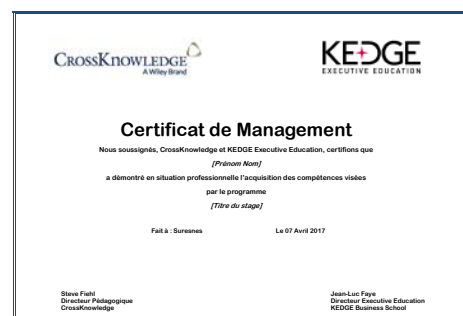 CROSSKNOWLEDGE
A Wiley Brand
KEDGE
EXECUTIVE EDUCATION
Certificat de Management
Nous soussignés, CrossKnowledge et KEDGE Executive Education, certifions que
[Prénom Nom]
a démontré en situation professionnelle l'acquisition des compétences visées
par le programme
[Titre du stage]
Fait à : Suresnes Le 07 Avril 2017
Steve Fiehl
Directeur Pédagogique
CrossKnowledge
Jean-Luc Faye
Directeur Executive Education
KEDGE Business School